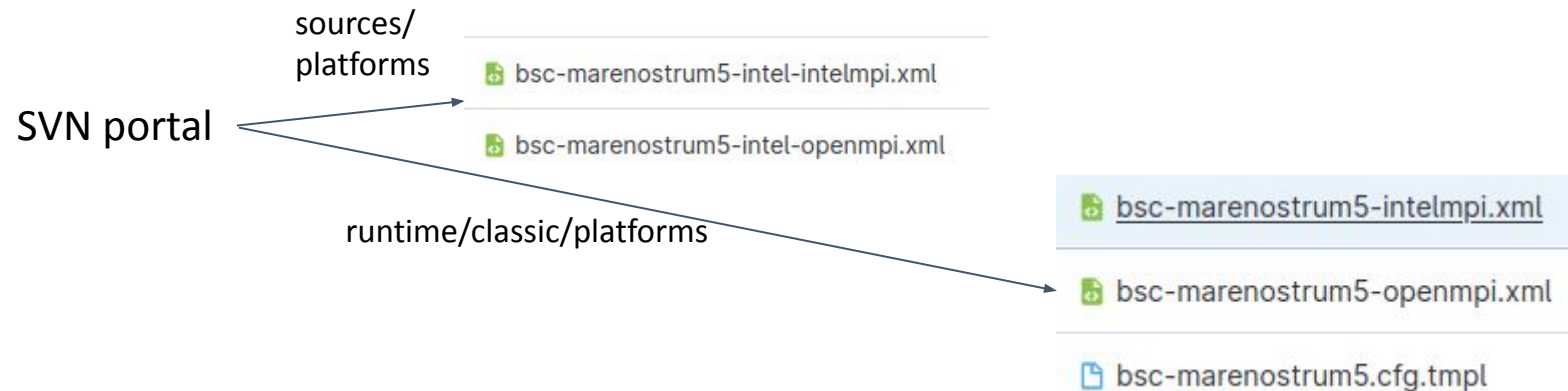 sources/
platforms
bsc-marenostrum5-intel-intelmpi.xml
SVN portal
bsc-marenostrum5-intel-openmpi.xml
bsc-marenostrum5-intelmpi.xml
runtime/classic/platforms
bsc-marenostrum5-openmpi.xml
bsc-marenostrum5.cfg.tmpl